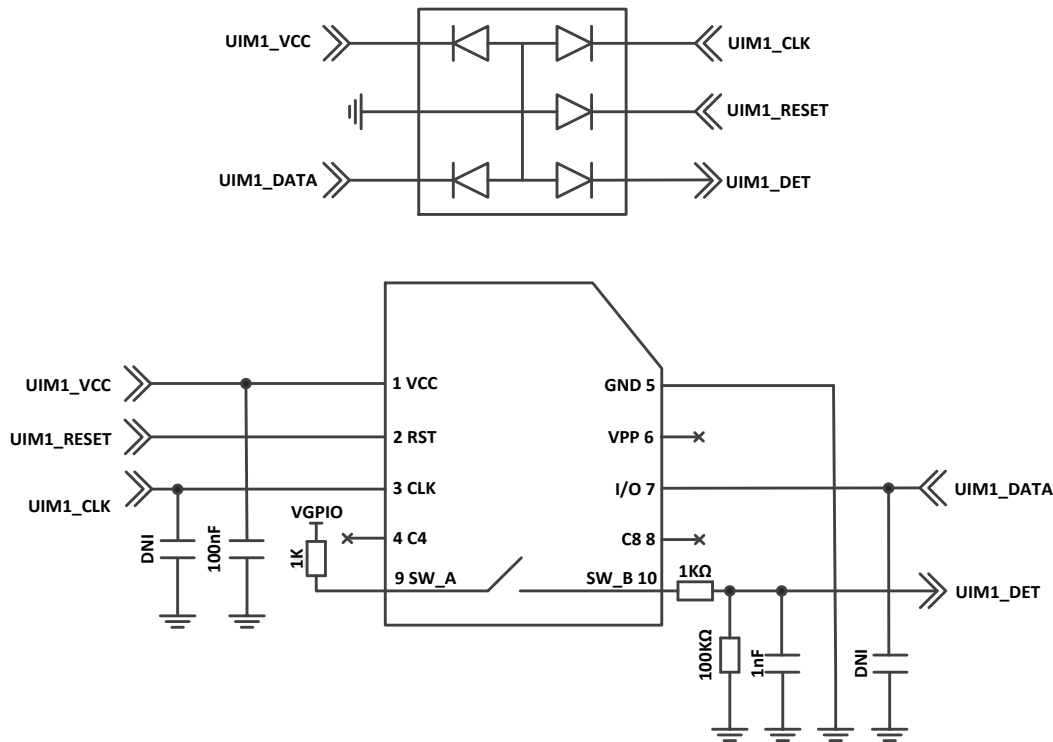 UIM1_VCC
UIM1_CLK
UIM1_RESET
UIM1_DATA
UIM1_DET
UIM1_VCC
1 VCC
GND 5
UIM1_RESET
2 RST
VPP 6
UIM1_CLK
3 CLK
I/O 7
UIM1_DATA
VGPIO
4 C4
C8 8
DNI
100nF
1K
9 SW_A
SW_B 10
1KΩ
UIM1_DET
100KΩ
1nF
DNI